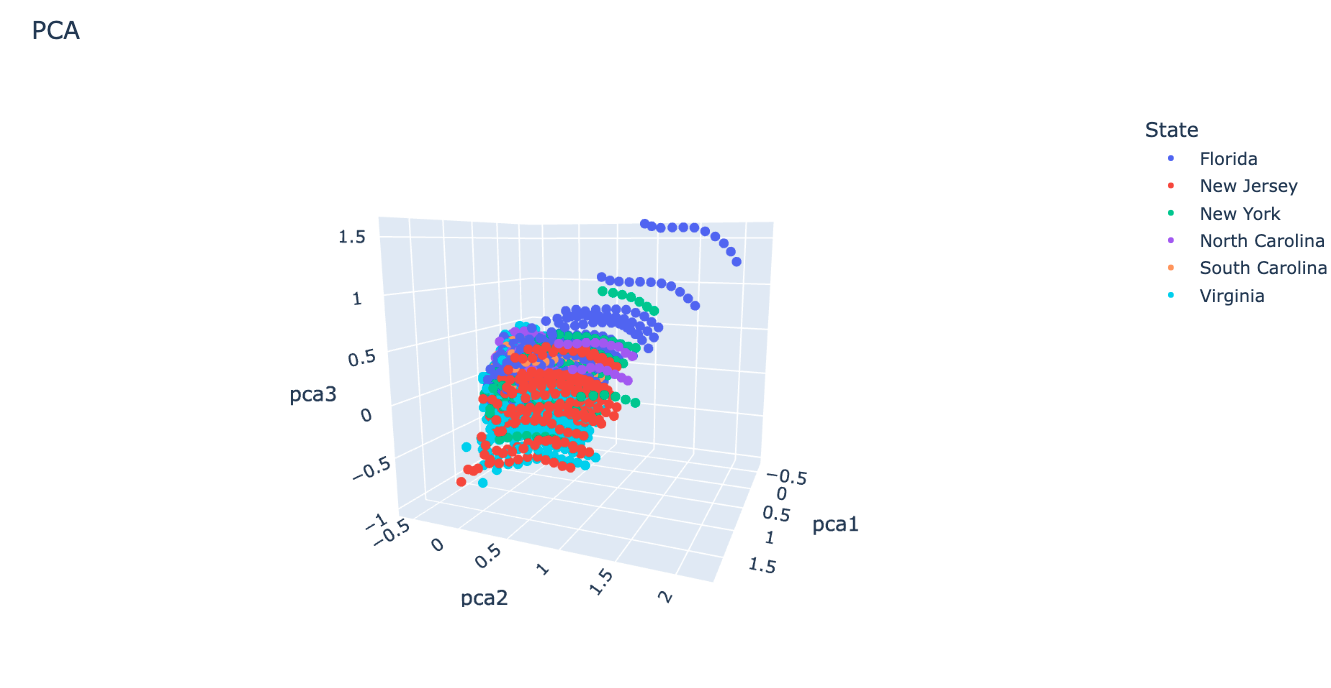 PCA
State
Florida
New Jersey
New York
North Carolina
South Carolina
Virginia
1.5
1
0.5
0
−0.5
−1
pca3
−0.5
0
0.5
1
1.5
2
pca2
−0.5
0
0.5
1
1.5
pca1